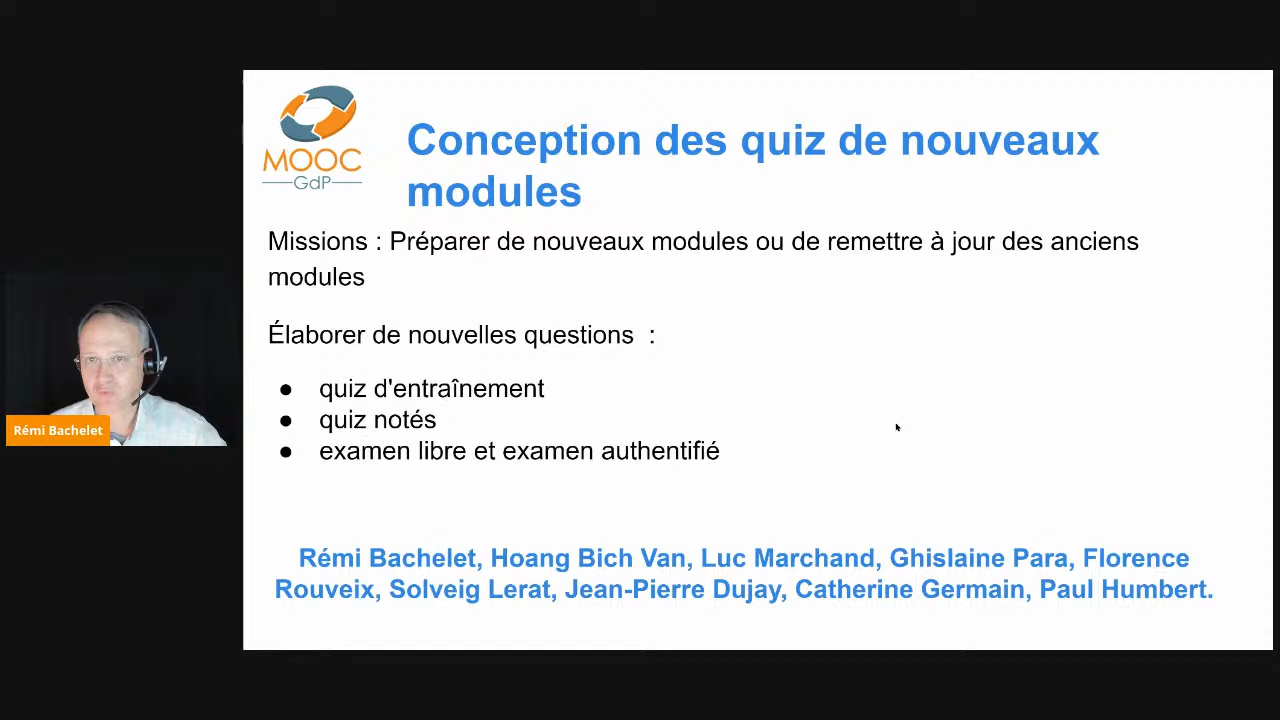 MOOC
GdP
Conception des quiz de nouveaux
modules
Missions : Préparer de nouveaux modules ou de remettre à jour des anciens
modules
Élaborer de nouvelles questions :
● quiz d'entraînement
● quiz notés
● examen libre et examen authentifié
Rémi Bachelet
Rémi Bachelet, Hoang Bich Van, Luc Marchand, Ghislaine Para, Florence
Rouveix, Solveig Lerat, Jean-Pierre Dujay, Catherine Germain, Paul Humbert.